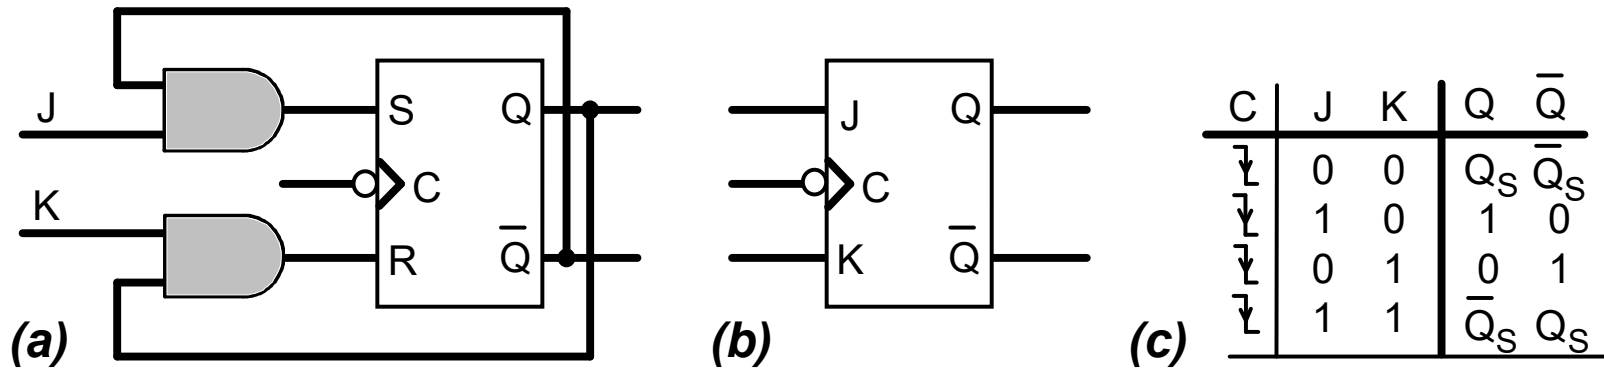 J
K
S Q
C
R Q̅
(a)
J Q
C
K Q̅
(b)
C J K Q Q̅
0 0 Q_S Q̅_S
1 0 1 0
0 1 0 1
1 1 Q̅_S Q_S
(c)